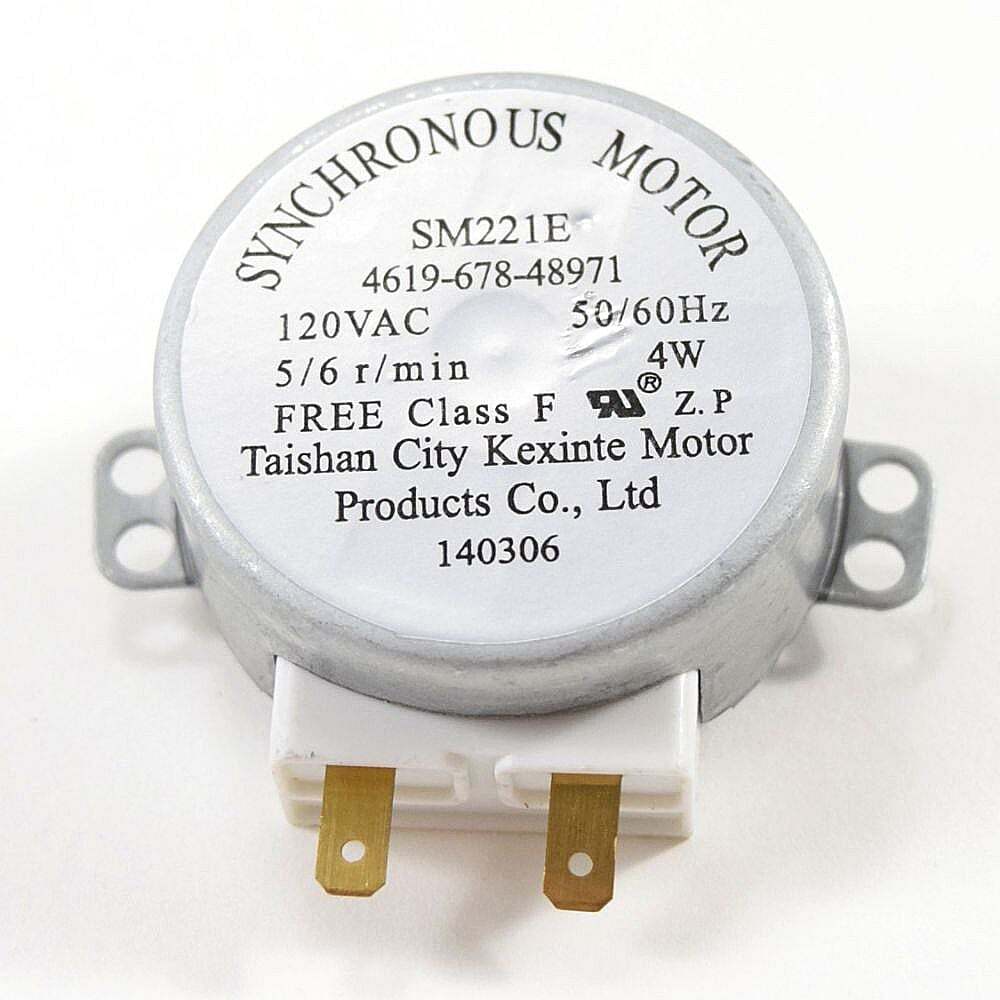 SYNCHRONOUS MOTOR
SM221E
4619-678-48971
120VAC 50/60Hz
5/6 r/min 4W
FREE Class F RU® Z.P
Taishan City Kexinte Motor
Products Co., Ltd
140306